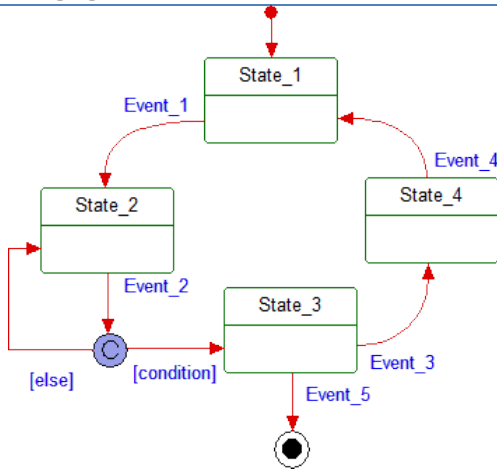 State_1
Event_1
Event_4
State_2
State_4
Event_2
State_3
[else]
[condition]
Event_3
Event_5
C